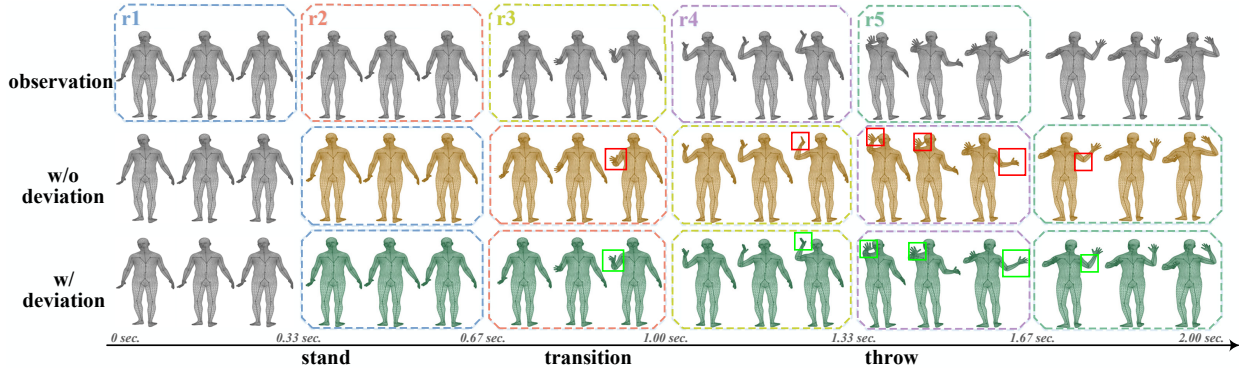 r1 r2 r3 r4 r5
observation
w/o
deviation
w/
deviation
0 sec. 0.33 sec. 0.67 sec. 1.00 sec. 1.33 sec. 1.67 sec. 2.00 sec.
stand transition throw